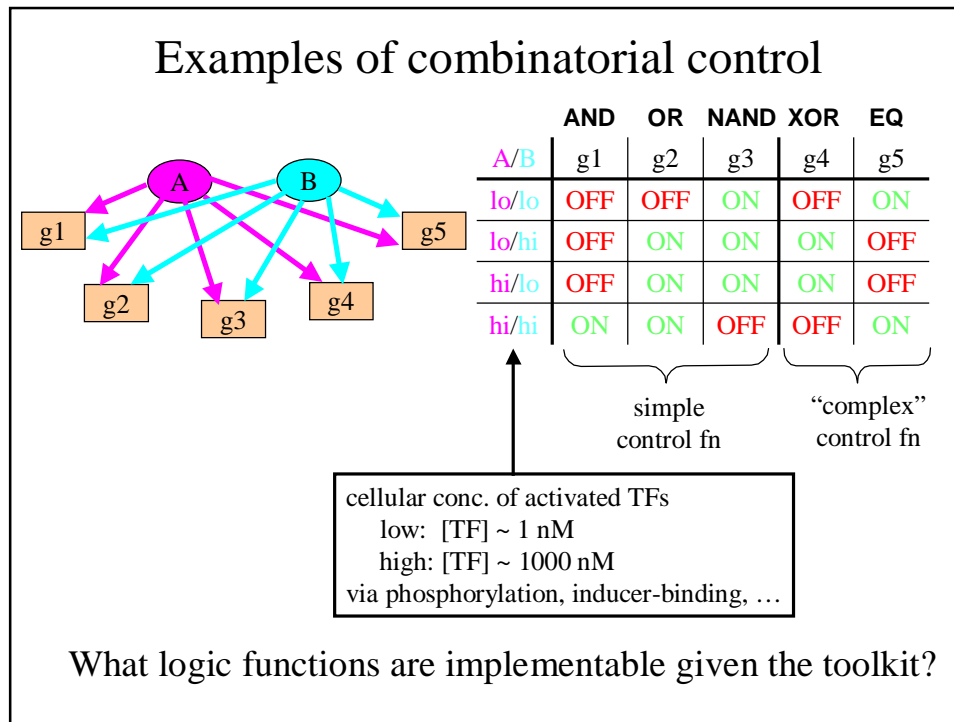 Examples of combinatorial control
AND OR NAND XOR EQ
A/B g1 g2 g3 g4 g5
lo/lo OFF OFF ON OFF ON
lo/hi OFF ON ON ON OFF
hi/lo OFF ON ON ON OFF
hi/hi ON ON OFF OFF ON
A B
g1 g5
g2 g3 g4
simple
control fn
“complex”
control fn
cellular conc. of activated TFs
low: [TF] ~ 1 nM
high: [TF] ~ 1000 nM
via phosphorylation, inducer-binding, …
What logic functions are implementable given the toolkit?